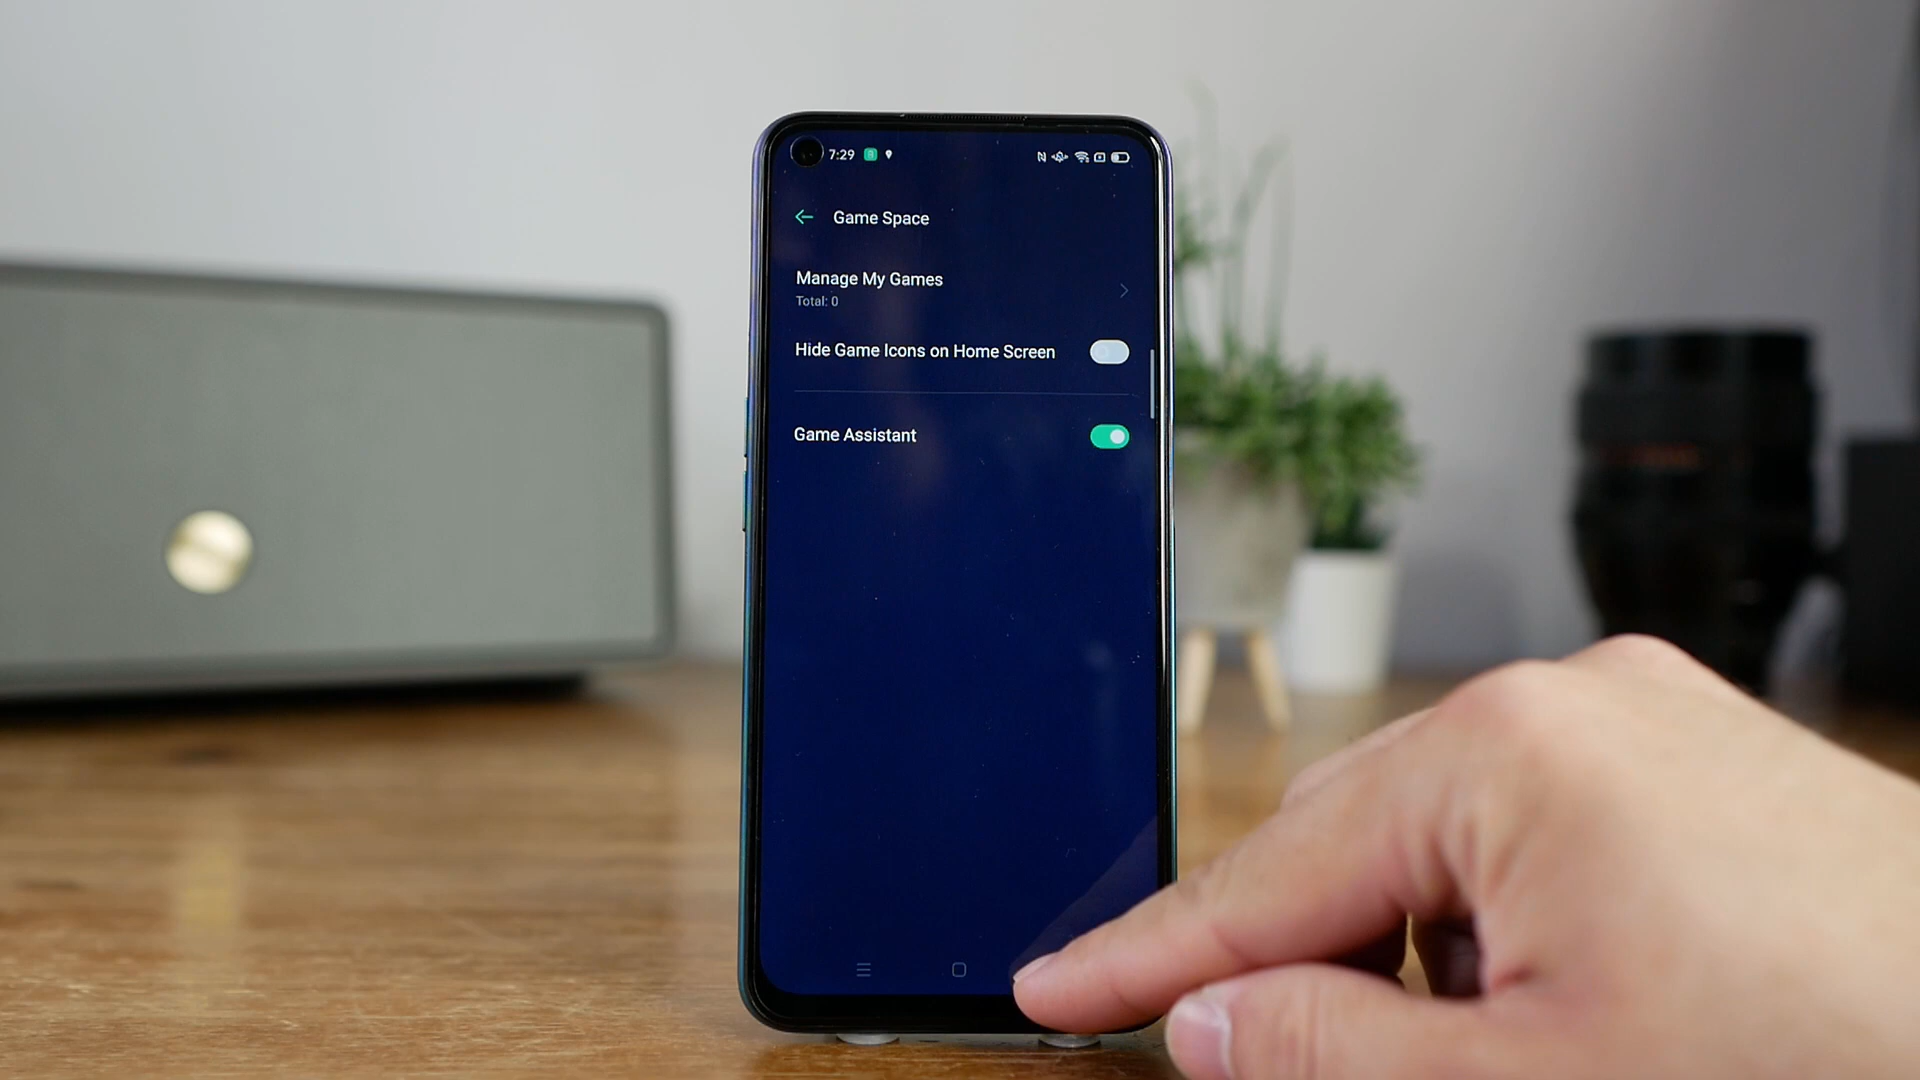 7:29
Game Space
Manage My Games
Total: 0
Hide Game Icons on Home Screen
Game Assistant